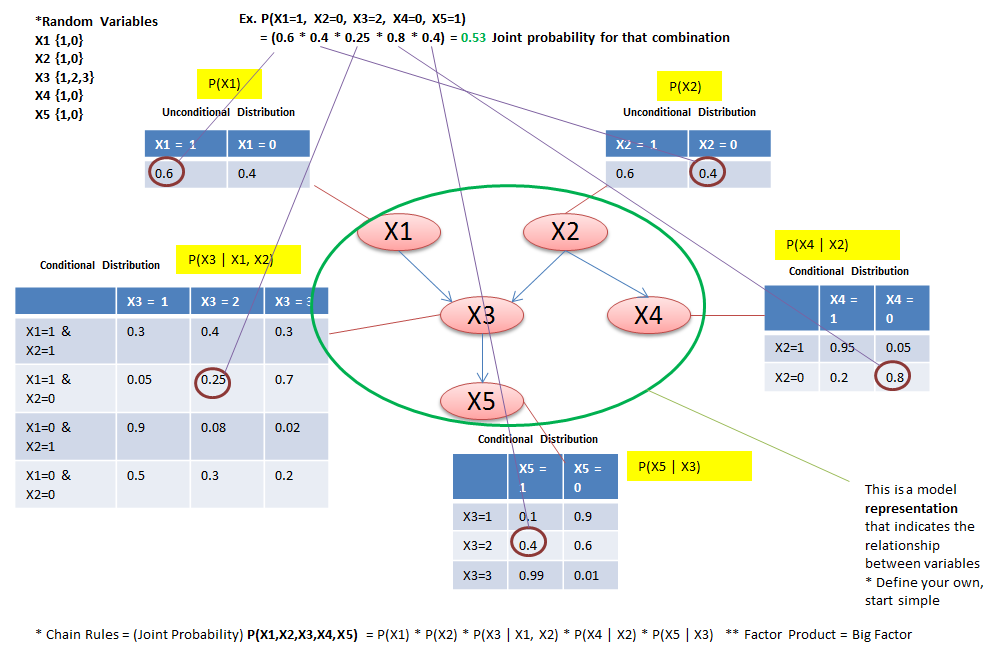 *Random Variables
X1 {1,0}
X2 {1,0}
X3 {1,2,3}
X4 {1,0}
X5 {1,0}
Ex. P(X1=1, X2=0, X3=2, X4=0, X5=1)
= (0.6 * 0.4 * 0.25 * 0.8 * 0.4) = 0.53 Joint probability for that combination
P(X1)
Unconditional Distribution
X1 = 1 X1 = 0
0.6 0.4
P(X2)
Unconditional Distribution
X2 = 1 X2 = 0
0.6 0.4
X1
X2
X3
X4
X5
Conditional Distribution
P(X3 | X1, X2)
X3 = 1 X3 = 2 X3 = 3
X1=1 &
X2=1
0.3 0.4 0.3
X1=1 &
X2=0
0.05 0.25 0.7
X1=0 &
X2=1
0.9 0.08 0.02
X1=0 &
X2=0
0.5 0.3 0.2
P(X4 | X2)
Conditional Distribution
X4 =
1
X4 =
0
X2=1 0.95 0.05
X2=0 0.2 0.8
Conditional Distribution
P(X5 | X3)
X5 =
1
X5 =
0
X3=1 0.1 0.9
X3=2 0.4 0.6
X3=3 0.99 0.01
This is a model
representation
that indicates the
relationship
between variables
* Define your own,
start simple
* Chain Rules = (Joint Probability) P(X1,X2,X3,X4,X5) = P(X1) * P(X2) * P(X3 | X1, X2) * P(X4 | X2) * P(X5 | X3) ** Factor Product = Big Factor